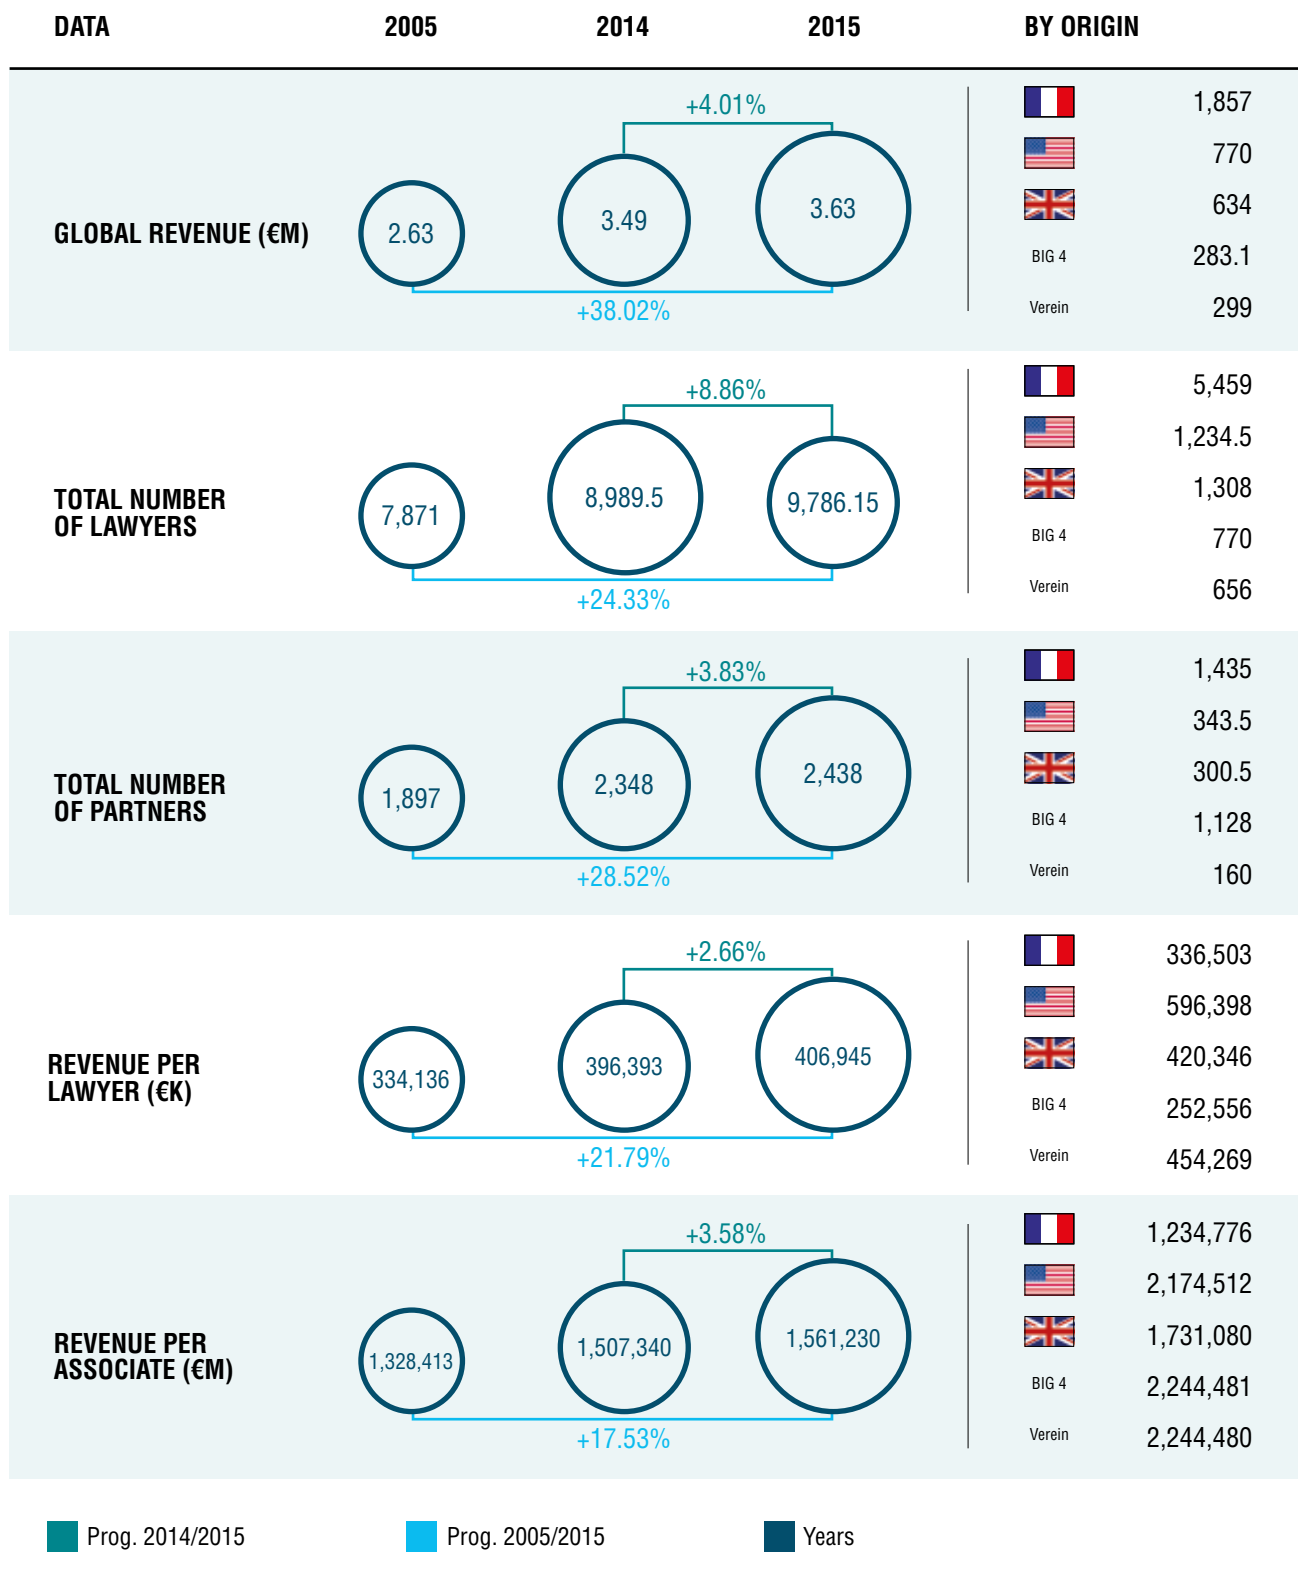 DATA 2005 2014 2015 BY ORIGIN
+4.01%
GLOBAL REVENUE (€M)
2.63
3.49
3.63
+38.02%
1,857
770
634
BIG 4 283.1
Verein 299
+8.86%
TOTAL NUMBER
OF LAWYERS
7,871
8,989.5
9,786.15
+24.33%
5,459
1,234.5
1,308
BIG 4 770
Verein 656
+3.83%
TOTAL NUMBER
OF PARTNERS
1,897
2,348
2,438
+28.52%
1,435
343.5
300.5
BIG 4 1,128
Verein 160
+2.66%
REVENUE PER
LAWYER (€K)
334,136
396,393
406,945
+21.79%
336,503
596,398
420,346
BIG 4 252,556
Verein 454,269
+3.58%
REVENUE PER
ASSOCIATE (€M)
1,328,413
1,507,340
1,561,230
+17.53%
1,234,776
2,174,512
1,731,080
BIG 4 2,244,481
Verein 2,244,480
Prog. 2014/2015 Prog. 2005/2015 Years